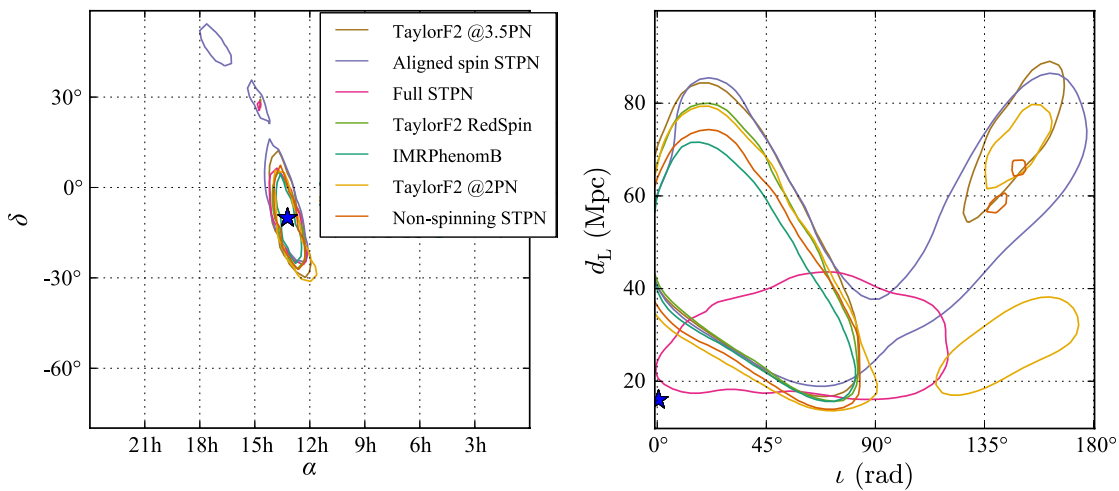 TaylorF2 @3.5PN
Aligned spin STPN
Full STPN
TaylorF2 RedSpin
IMRPhenomB
TaylorF2 @2PN
Non-spinning STPN
30°
0°
-30°
-60°
δ
21h 18h 15h 12h 9h 6h 3h
α
80
60
40
20
d_L (Mpc)
0° 45° 90° 135° 180°
ι (rad)